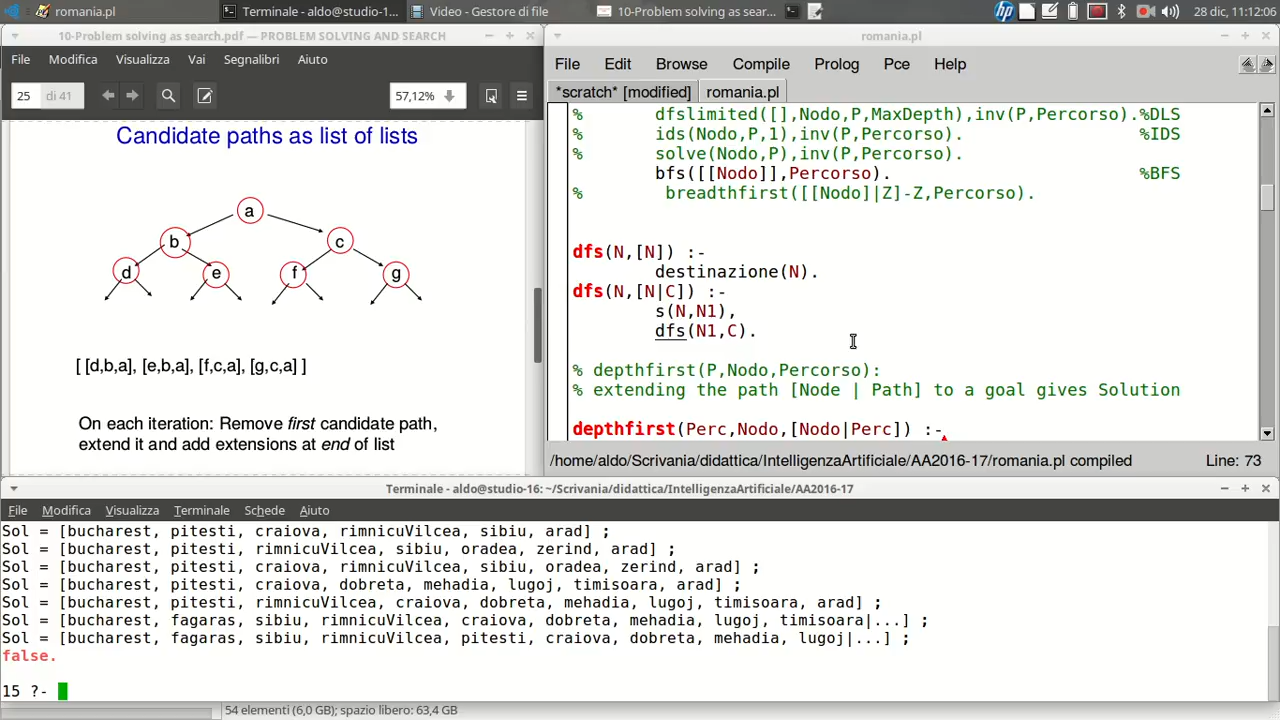 romania.pl
Terminale - aldo@studio-1...
Video - Gestore di file
10-Problem solving as sear...
28 dic, 11:12:06
10-Problem solving as search.pdf — PROBLEM SOLVING AND SEARCH
File Modifica Visualizza Vai Segnalibri Aiuto
25 di 41
57,12%
Candidate paths as list of lists
a
b c
d e f g
[ [d,b,a], [e,b,a], [f,c,a], [g,c,a] ]
On each iteration: Remove first candidate path,
extend it and add extensions at end of list
romania.pl
File Edit Browse Compile Prolog Pce Help
*scratch* [modified] romania.pl
% dfslimited([],Nodo,P,MaxDepth),inv(P,Percorso).%DLS
% ids(Nodo,P,1),inv(P,Percorso). %IDS
% solve(Nodo,P),inv(P,Percorso).
bfs([[Nodo]],Percorso). %BFS
% breadthfirst([[Nodo]|Z]-Z,Percorso).
dfs(N,[N]) :-
destinazione(N).
dfs(N,[N|C]) :-
s(N,N1),
dfs(N1,C).
% depthfirst(P,Nodo,Percorso):
% extending the path [Node | Path] to a goal gives Solution
depthfirst(Perc,Nodo,[Nodo|Perc]) :-
/home/aldo/Scrivania/didattica/IntelligenzaArtificiale/AA2016-17/romania.pl compiled Line: 73
Terminale - aldo@studio-16: ~/Scrivania/didattica/IntelligenzaArtificiale/AA2016-17
File Modifica Visualizza Terminale Schede Aiuto
Sol = [bucharest, pitesti, craiova, rimnicuVilcea, sibiu, arad] ;
Sol = [bucharest, pitesti, rimnicuVilcea, sibiu, oradea, zerind, arad] ;
Sol = [bucharest, pitesti, craiova, rimnicuVilcea, sibiu, oradea, zerind, arad] ;
Sol = [bucharest, pitesti, craiova, dobreta, mehadia, lugoj, timisoara, arad] ;
Sol = [bucharest, pitesti, rimnicuVilcea, craiova, dobreta, mehadia, lugoj, timisoara, arad] ;
Sol = [bucharest, fagaras, sibiu, rimnicuVilcea, craiova, dobreta, mehadia, lugoj, timisoara|...] ;
Sol = [bucharest, fagaras, sibiu, rimnicuVilcea, pitesti, craiova, dobreta, mehadia, lugoj|...] ;
false.
15 ?-
54 elementi (6,0 GB); spazio libero: 63,4 GB